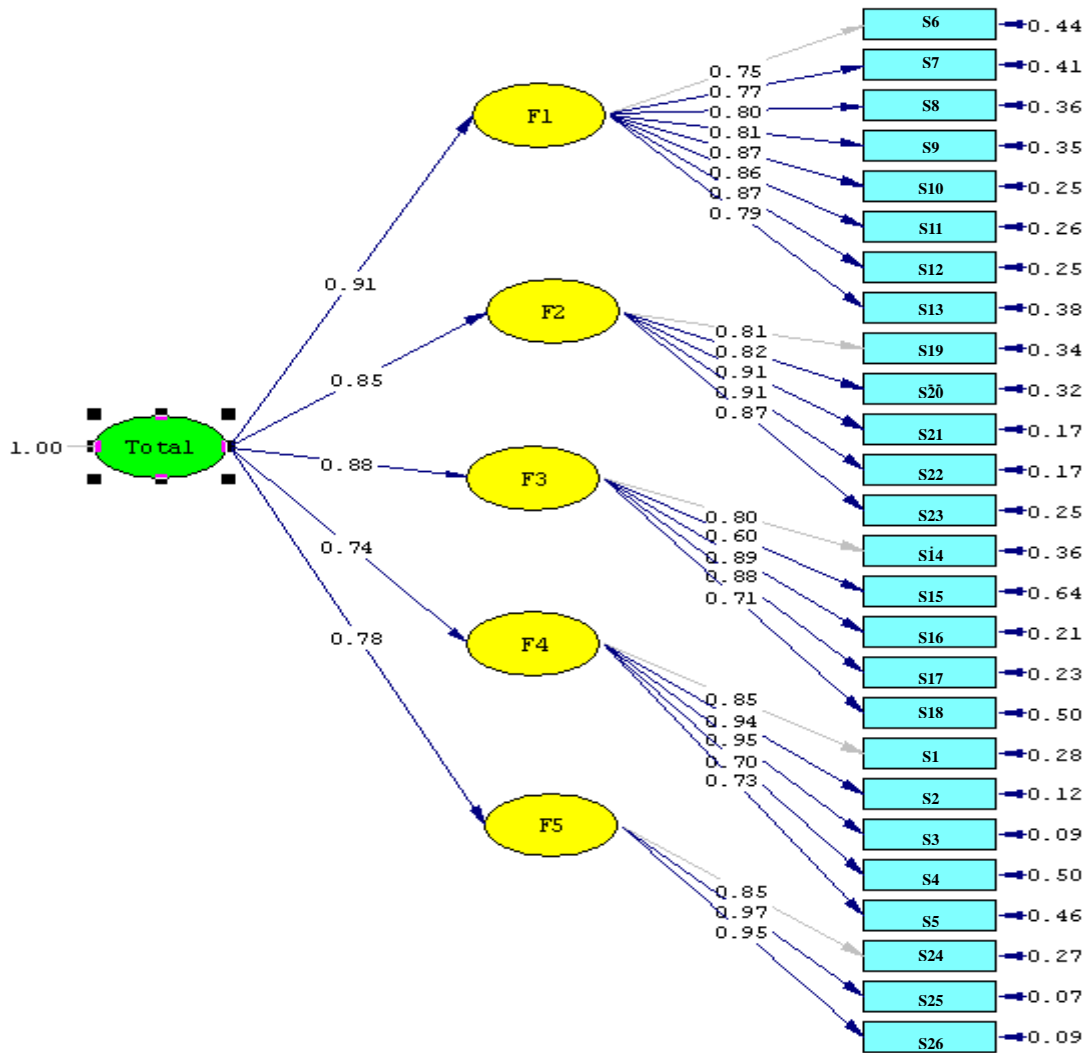 S6 0.44
S7 0.41
0.75
0.77
S8 0.36
F1
0.80
0.81
S9 0.35
0.87
S10 0.25
0.86
0.87
S11 0.26
0.79
S12 0.25
0.91
S13 0.38
F2
0.81
S19 0.34
0.82
0.85
0.91
S20 0.32
0.91
0.87
S21 0.17
1.00 Total
0.88
S22 0.17
F3
S23 0.25
0.80
0.60
0.74
S14 0.36
0.89
0.88
S15 0.64
0.71
S16 0.21
0.78
F4
S17 0.23
0.85
S18 0.50
0.94
0.95
S1 0.28
0.70
0.73
S2 0.12
F5
S3 0.09
S4 0.50
0.85
0.97
S5 0.46
0.95
S24 0.27
S25 0.07
S26 0.09